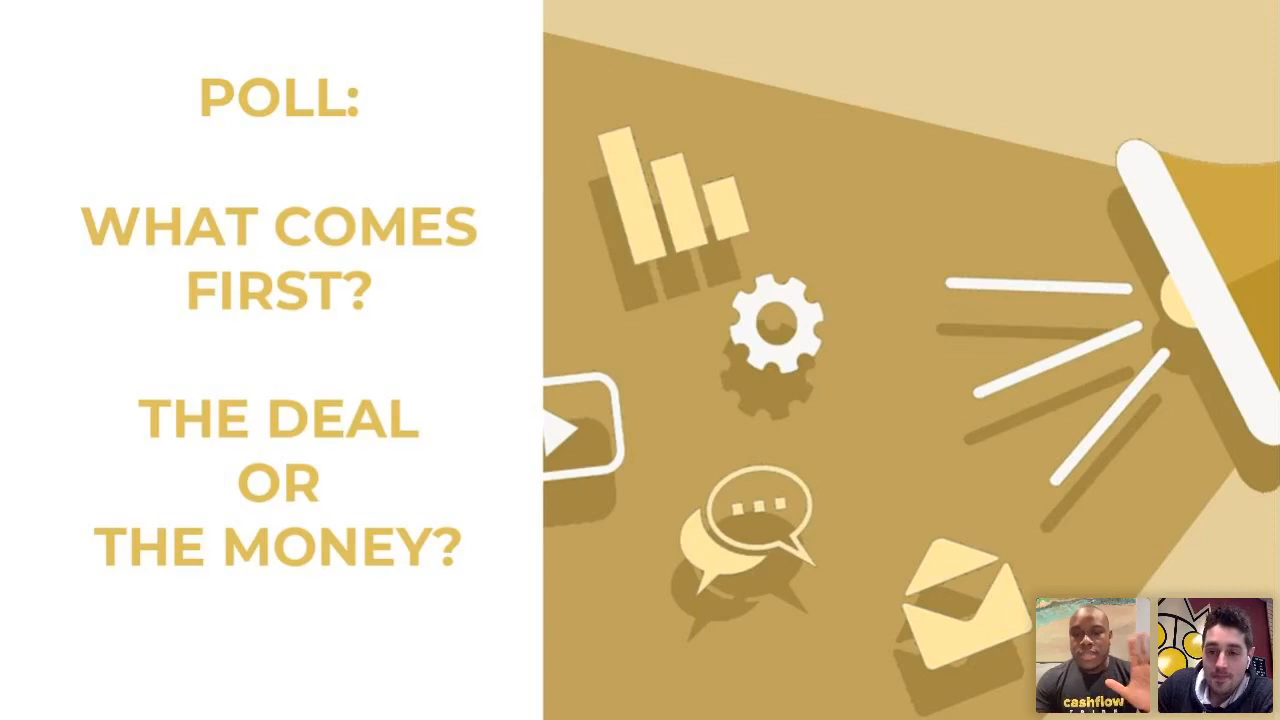 POLL:
WHAT COMES
FIRST?
THE DEAL
OR
THE MONEY?
cashflow